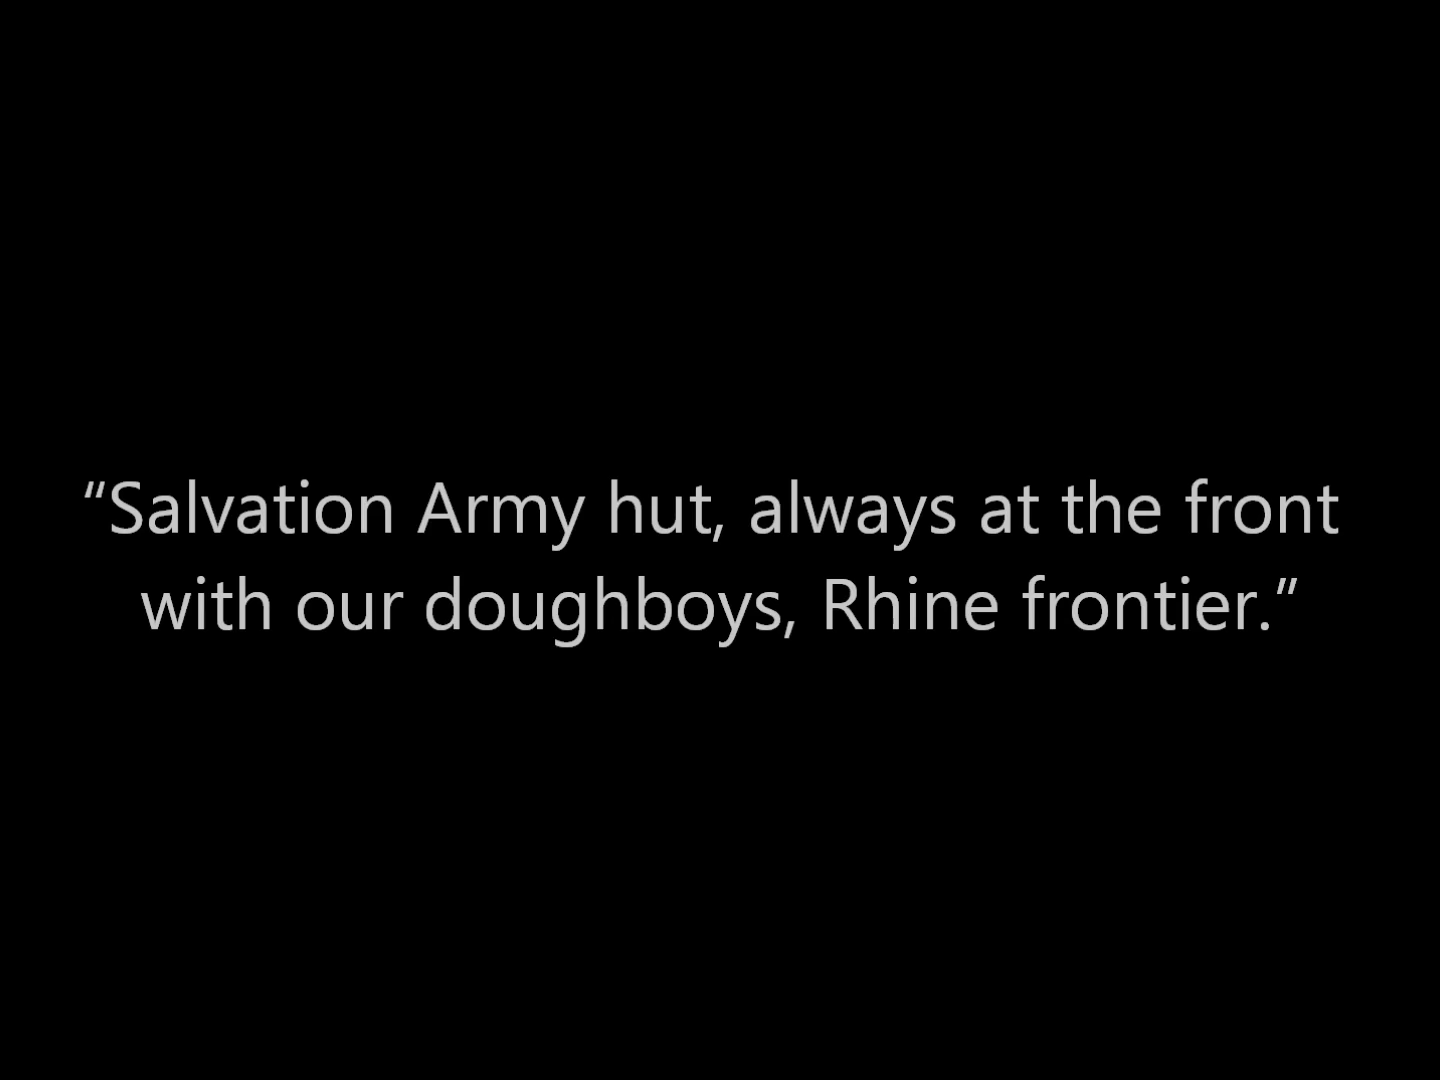 “Salvation Army hut, always at the front
with our doughboys, Rhine frontier.”